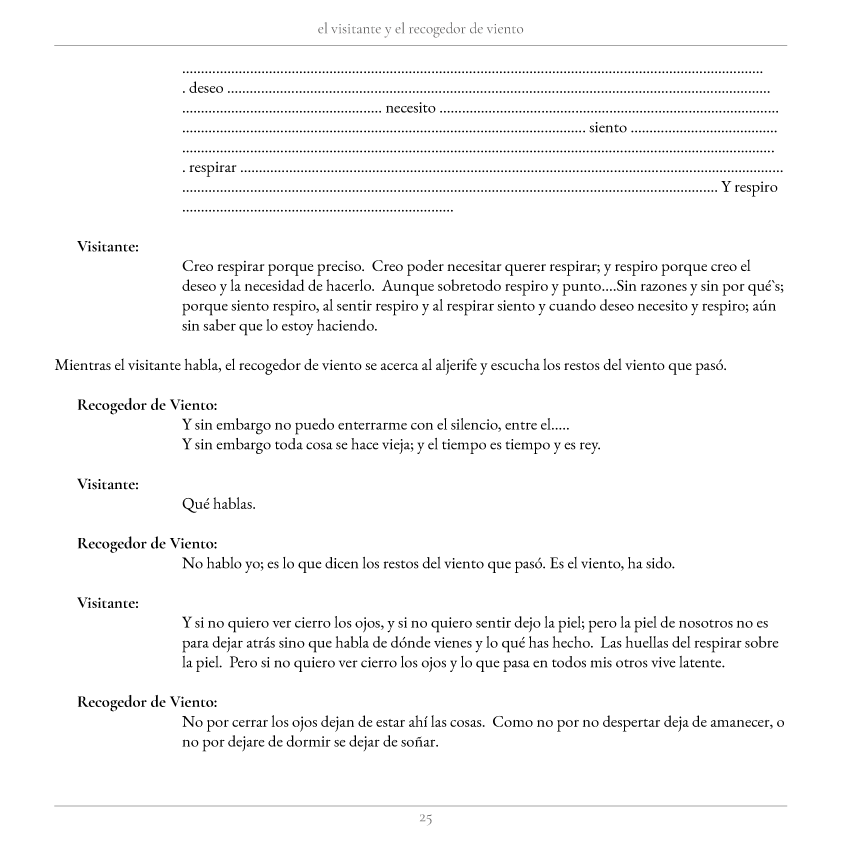 el visitante y el recogedor de viento
..............................................................................................................................................................
. deseo ....................................................................................................................................................
...................................................... necesito ............................................................................................
.............................................................................................................. siento ........................................
.................................................................................................................................................................
. respirar ...................................................................................................................................................
................................................................................................................................................. Y respiro
..........................................................................
Visitante:
Creo respirar porque preciso.  Creo poder necesitar querer respirar; y respiro porque creo el
deseo y la necesidad de hacerlo.  Aunque sobretodo respiro y punto....Sin razones y sin por qué`s;
porque siento respiro, al sentir respiro y al respirar siento y cuando deseo necesito y respiro; aún
sin saber que lo estoy haciendo.
Mientras el visitante habla, el recogedor de viento se acerca al aljerife y escucha los restos del viento que pasó.
Recogedor de Viento:
Y sin embargo no puedo enterrarme con el silencio, entre el.....
Y sin embargo toda cosa se hace vieja; y el tiempo es tiempo y es rey.
Visitante:
Qué hablas.
Recogedor de Viento:
No hablo yo; es lo que dicen los restos del viento que pasó. Es el viento, ha sido.
Visitante:
Y si no quiero ver cierro los ojos, y si no quiero sentir dejo la piel; pero la piel de nosotros no es
para dejar atrás sino que habla de dónde vienes y lo qué has hecho.  Las huellas del respirar sobre
la piel.  Pero si no quiero ver cierro los ojos y lo que pasa en todos mis otros vive latente.
Recogedor de Viento:
No por cerrar los ojos dejan de estar ahí las cosas.  Como no por no despertar deja de amanecer, o
no por dejare de dormir se dejar de soñar.
25